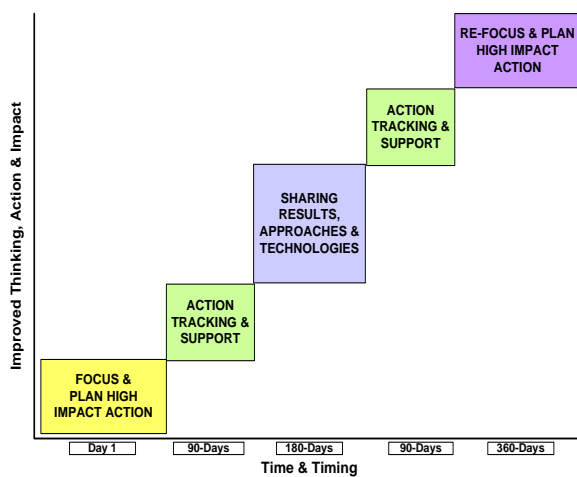 RE-FOCUS & PLAN
HIGH IMPACT
ACTION
ACTION
TRACKING &
SUPPORT
SHARING
RESULTS,
APPROACHES &
TECHNOLOGIES
ACTION
TRACKING &
SUPPORT
FOCUS &
PLAN HIGH
IMPACT ACTION
Improved Thinking, Action & Impact
Day 1
90-Days
180-Days
90-Days
360-Days
Time & Timing